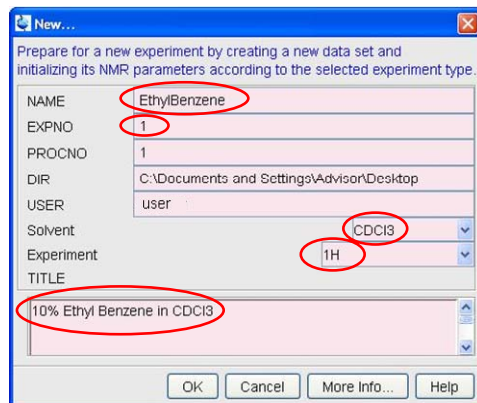 New...
Prepare for a new experiment by creating a new data set and
initializing its NMR parameters according to the selected experiment type.
NAME EthylBenzene
EXPNO 1
PROCNO 1
DIR C:\Documents and Settings\Advisor\Desktop
USER user
Solvent CDCl3
Experiment 1H
TITLE
10% Ethyl Benzene in CDCl3
OK Cancel More Info... Help